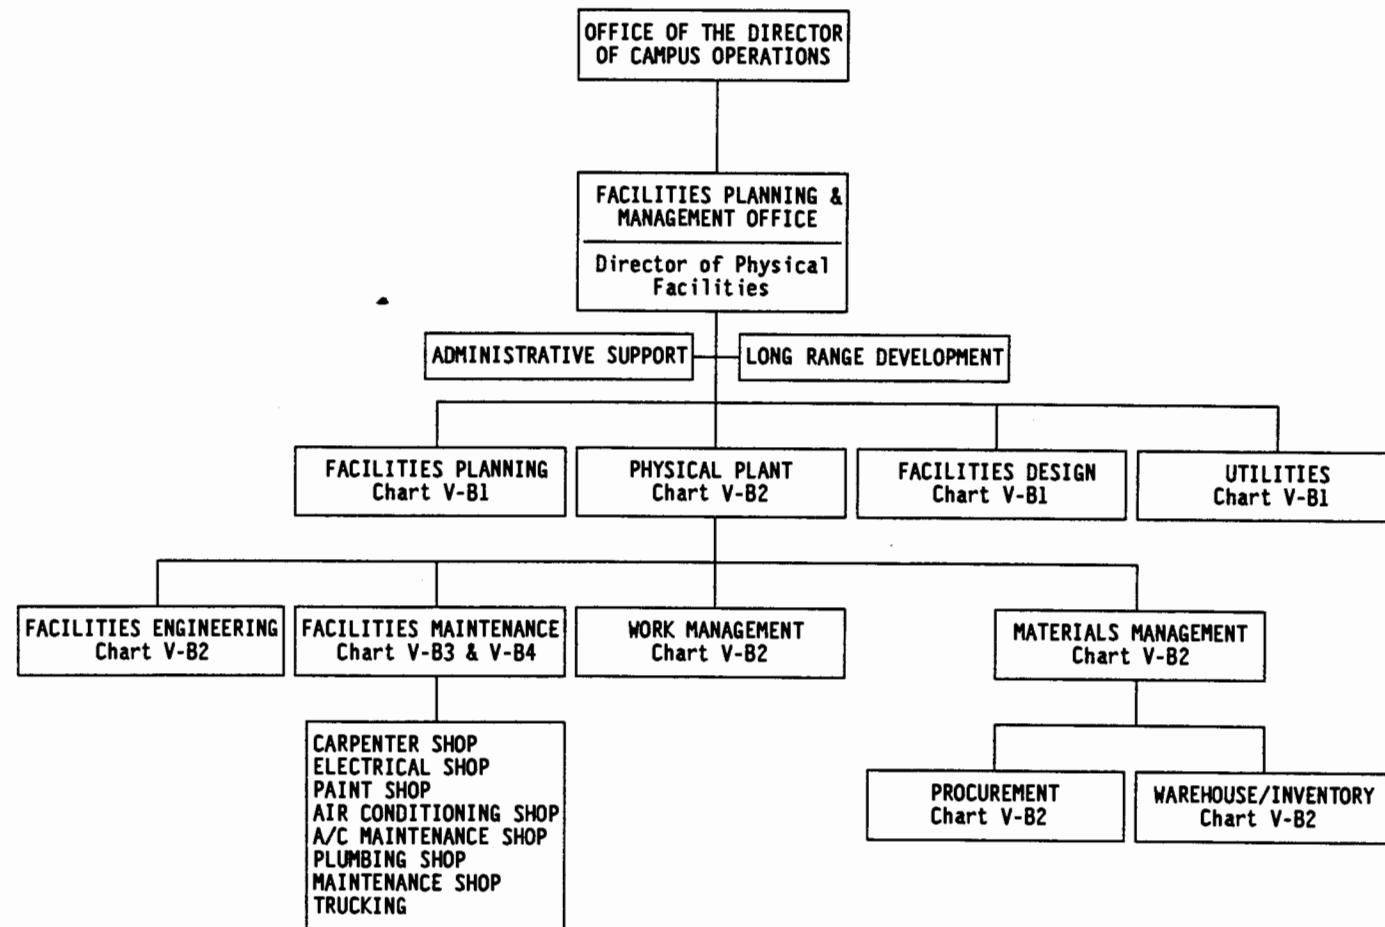 OFFICE OF THE DIRECTOR
OF CAMPUS OPERATIONS
FACILITIES PLANNING &
MANAGEMENT OFFICE
Director of Physical
Facilities
ADMINISTRATIVE SUPPORT
LONG RANGE DEVELOPMENT
FACILITIES PLANNING
Chart V-B1
PHYSICAL PLANT
Chart V-B2
FACILITIES DESIGN
Chart V-B1
UTILITIES
Chart V-B1
FACILITIES ENGINEERING
Chart V-B2
FACILITIES MAINTENANCE
Chart V-B3 & V-B4
WORK MANAGEMENT
Chart V-B2
MATERIALS MANAGEMENT
Chart V-B2
CARPENTER SHOP
ELECTRICAL SHOP
PAINT SHOP
AIR CONDITIONING SHOP
A/C MAINTENANCE SHOP
PLUMBING SHOP
MAINTENANCE SHOP
TRUCKING
PROCUREMENT
Chart V-B2
WAREHOUSE/INVENTORY
Chart V-B2